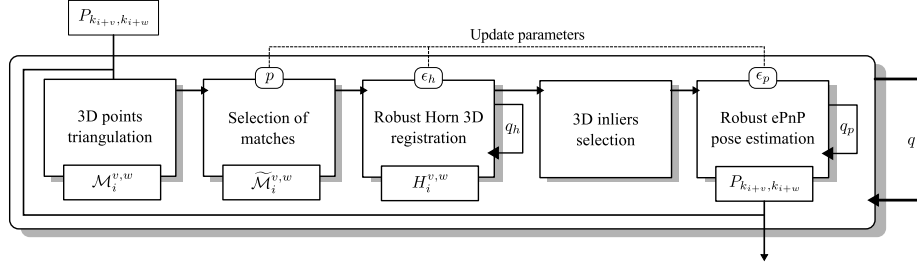 P_{k_{i+v},k_{i+w}}
Update parameters
p
ϵ_h
ϵ_p
3D points
triangulation
Selection of
matches
Robust Horn 3D
registration
q_h
3D inliers
selection
Robust ePnP
pose estimation
q_p
q
M_i^{v,w}
\widetilde{M}_i^{v,w}
H_i^{v,w}
P_{k_{i+v},k_{i+w}}